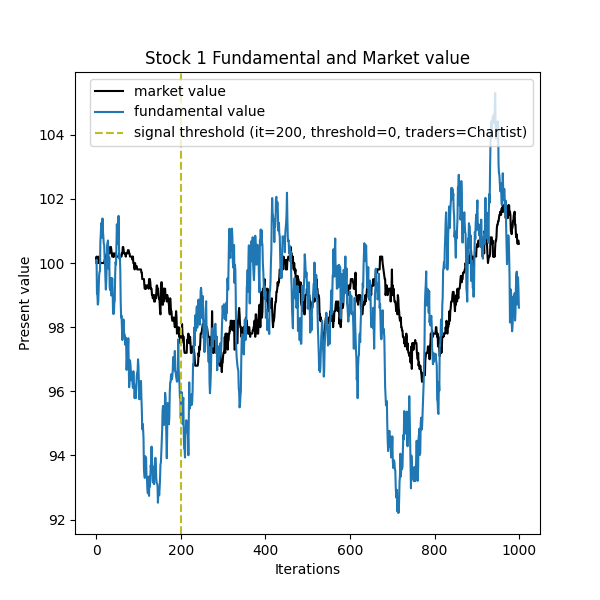 Stock 1 Fundamental and Market value
market value
fundamental value
signal threshold (it=200, threshold=0, traders=Chartist)
Present value
104
102
100
98
96
94
92
0 200 400 600 800 1000
Iterations